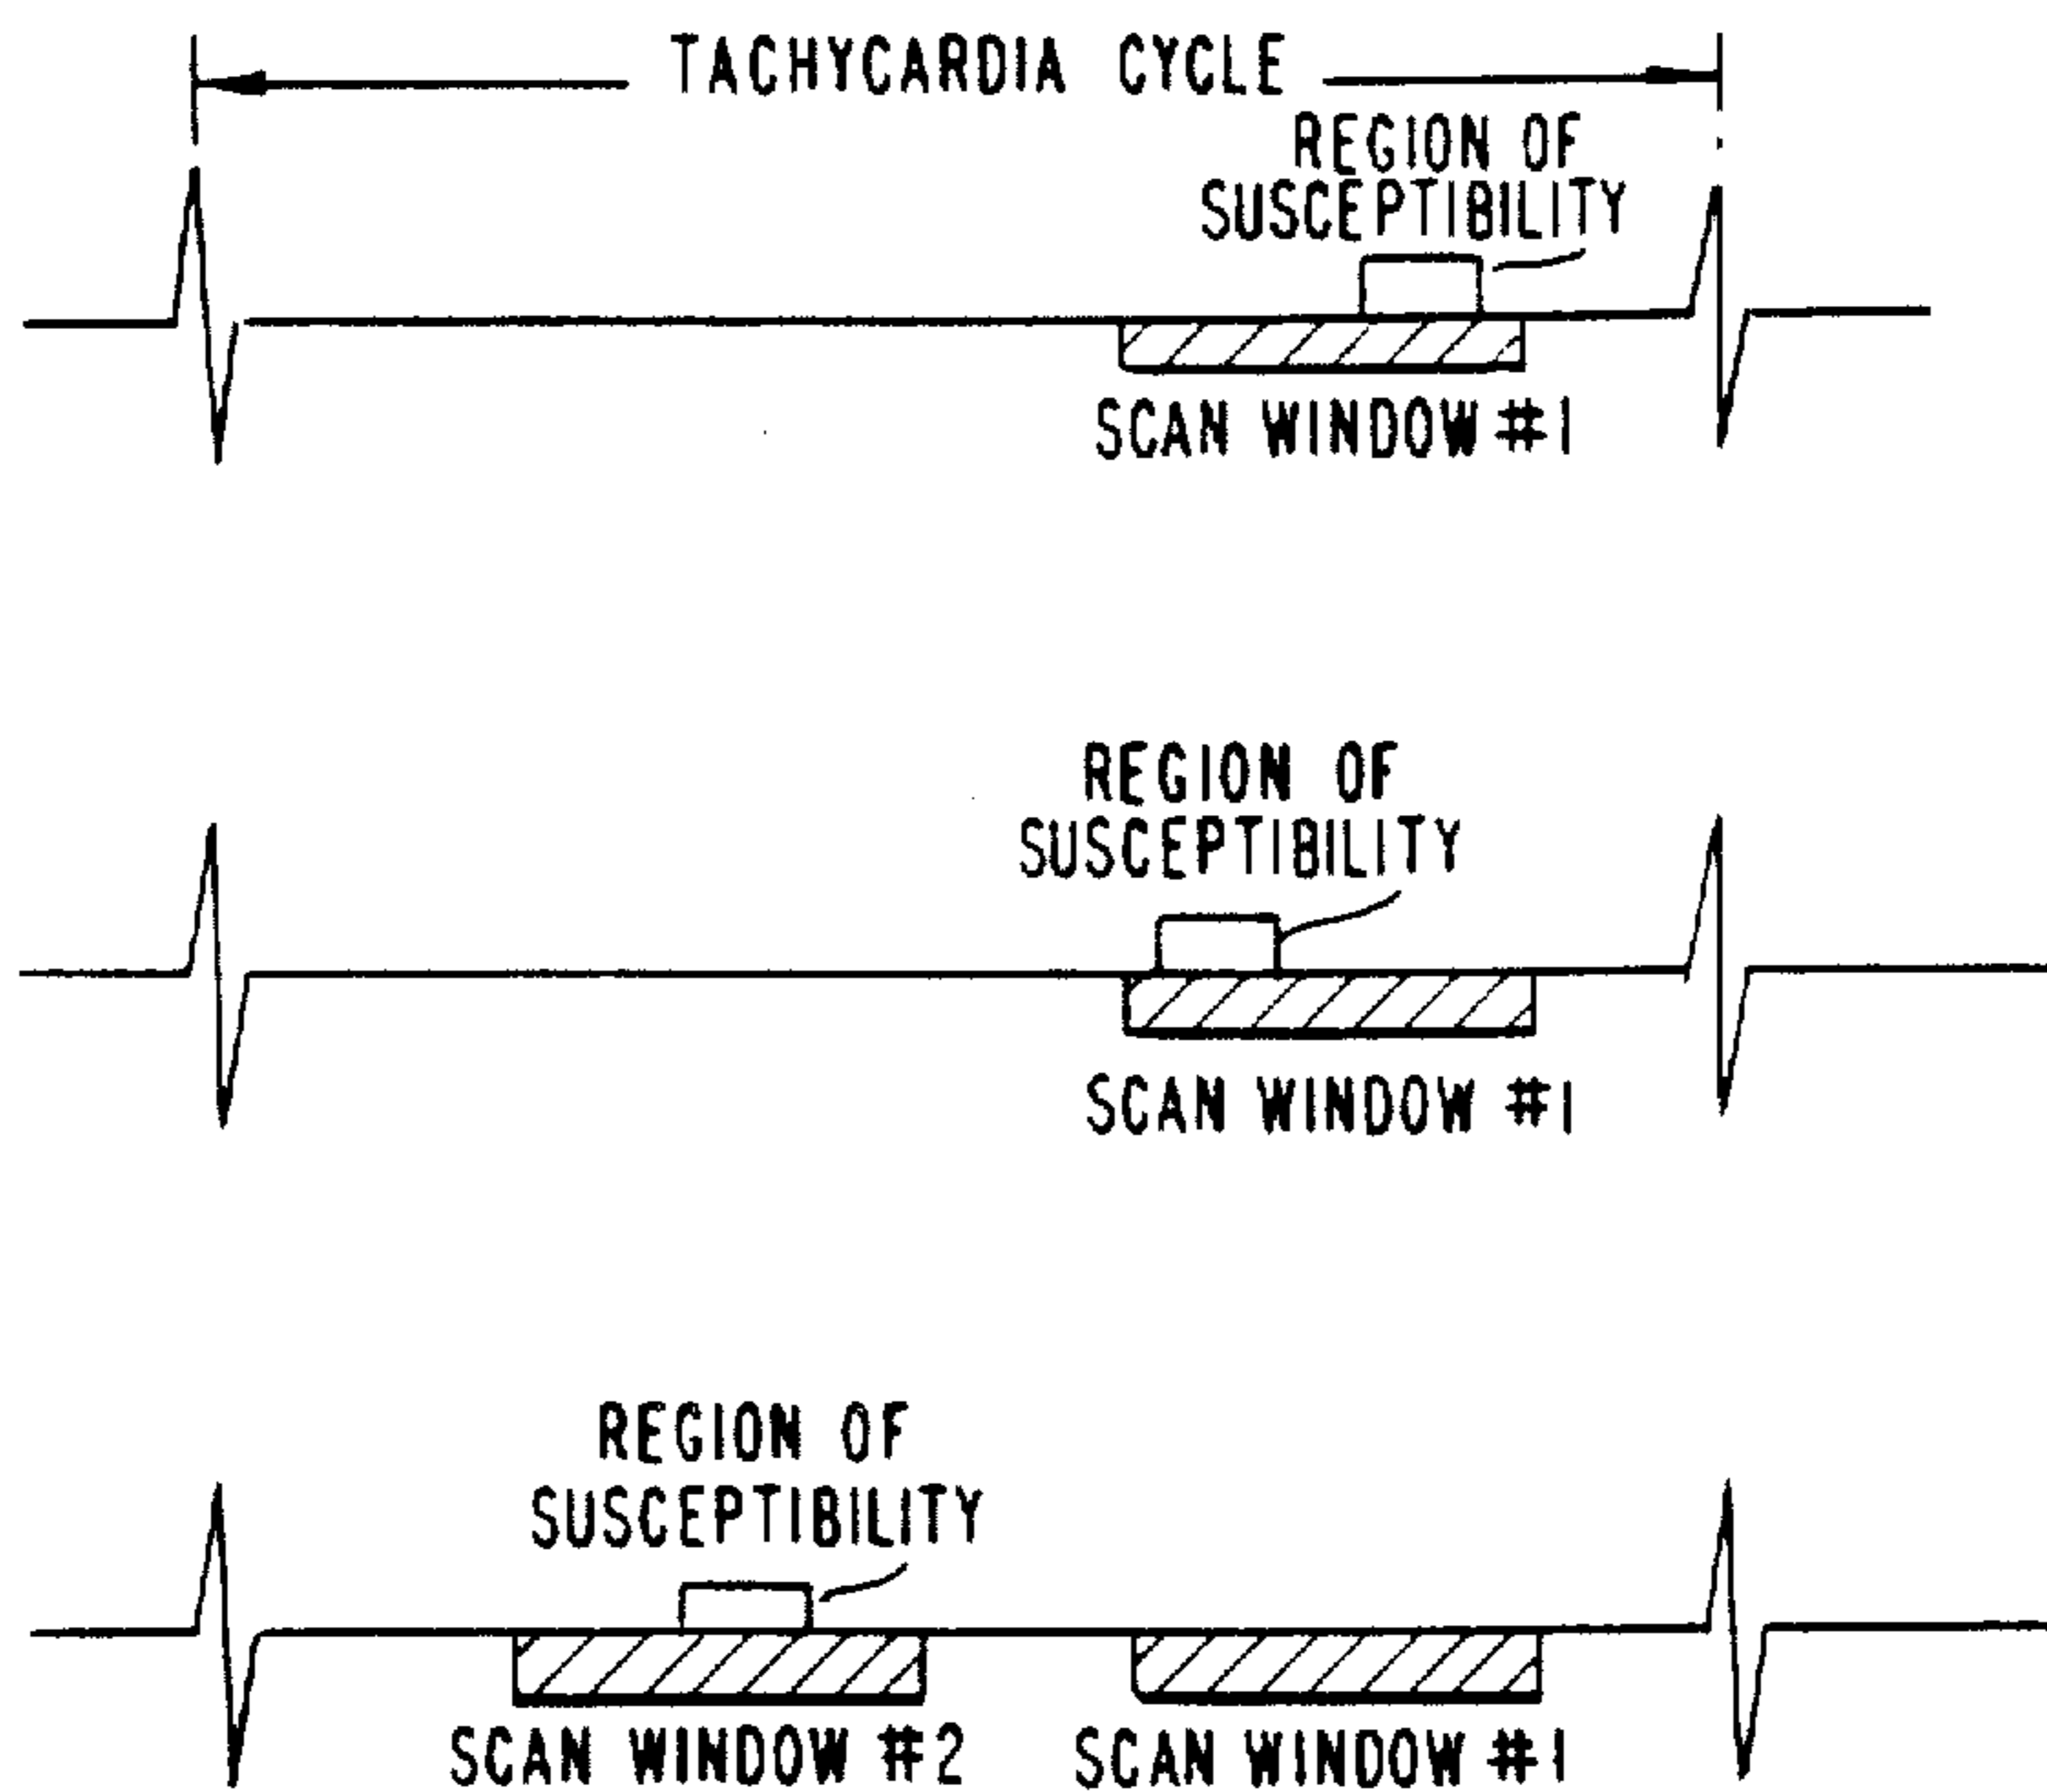 TACHYCARDIA CYCLE
REGION OF
SUSCEPTIBILITY
SCAN WINDOW #1
REGION OF
SUSCEPTIBILITY
SCAN WINDOW #1
REGION OF
SUSCEPTIBILITY
SCAN WINDOW #2 SCAN WINDOW #1